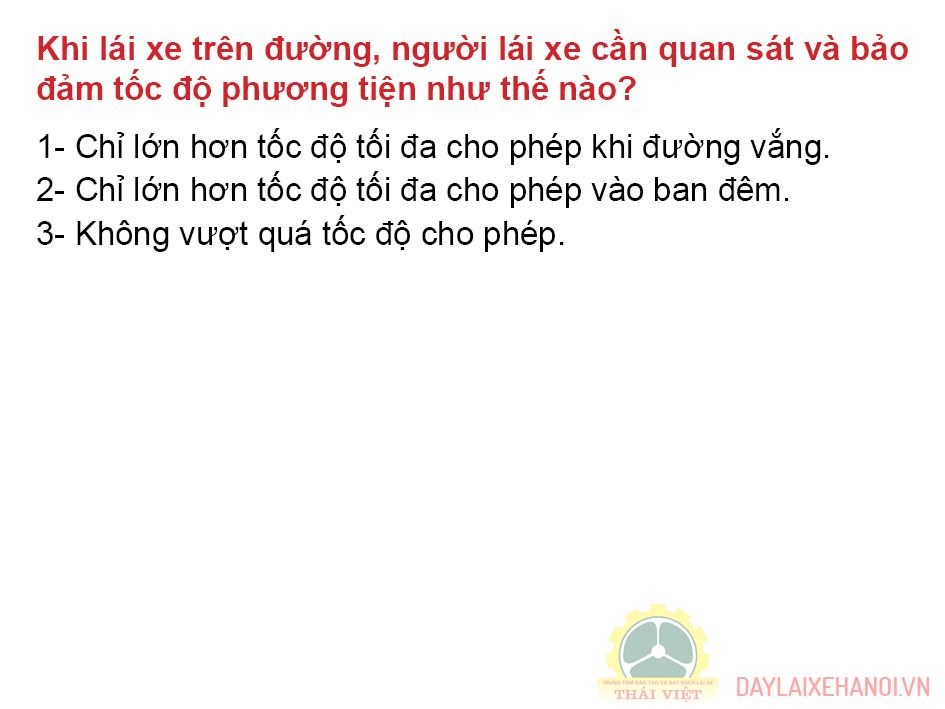 Khi lái xe trên đường, người lái xe cần quan sát và bảo
đảm tốc độ phương tiện như thế nào?
1- Chỉ lớn hơn tốc độ tối đa cho phép khi đường vắng.
2- Chỉ lớn hơn tốc độ tối đa cho phép vào ban đêm.
3- Không vượt quá tốc độ cho phép.
TRUNG TÂM ĐÀO TẠO VÀ SÁT HẠCH LÁI XE
THÁI VIỆT
DAYLAIXEHANOI.VN